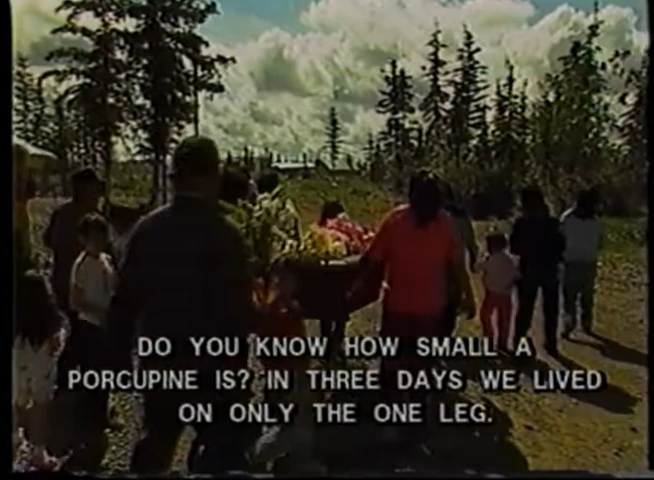 DO YOU KNOW HOW SMALL A
PORCUPINE IS? IN THREE DAYS WE LIVED
ON ONLY THE ONE LEG.